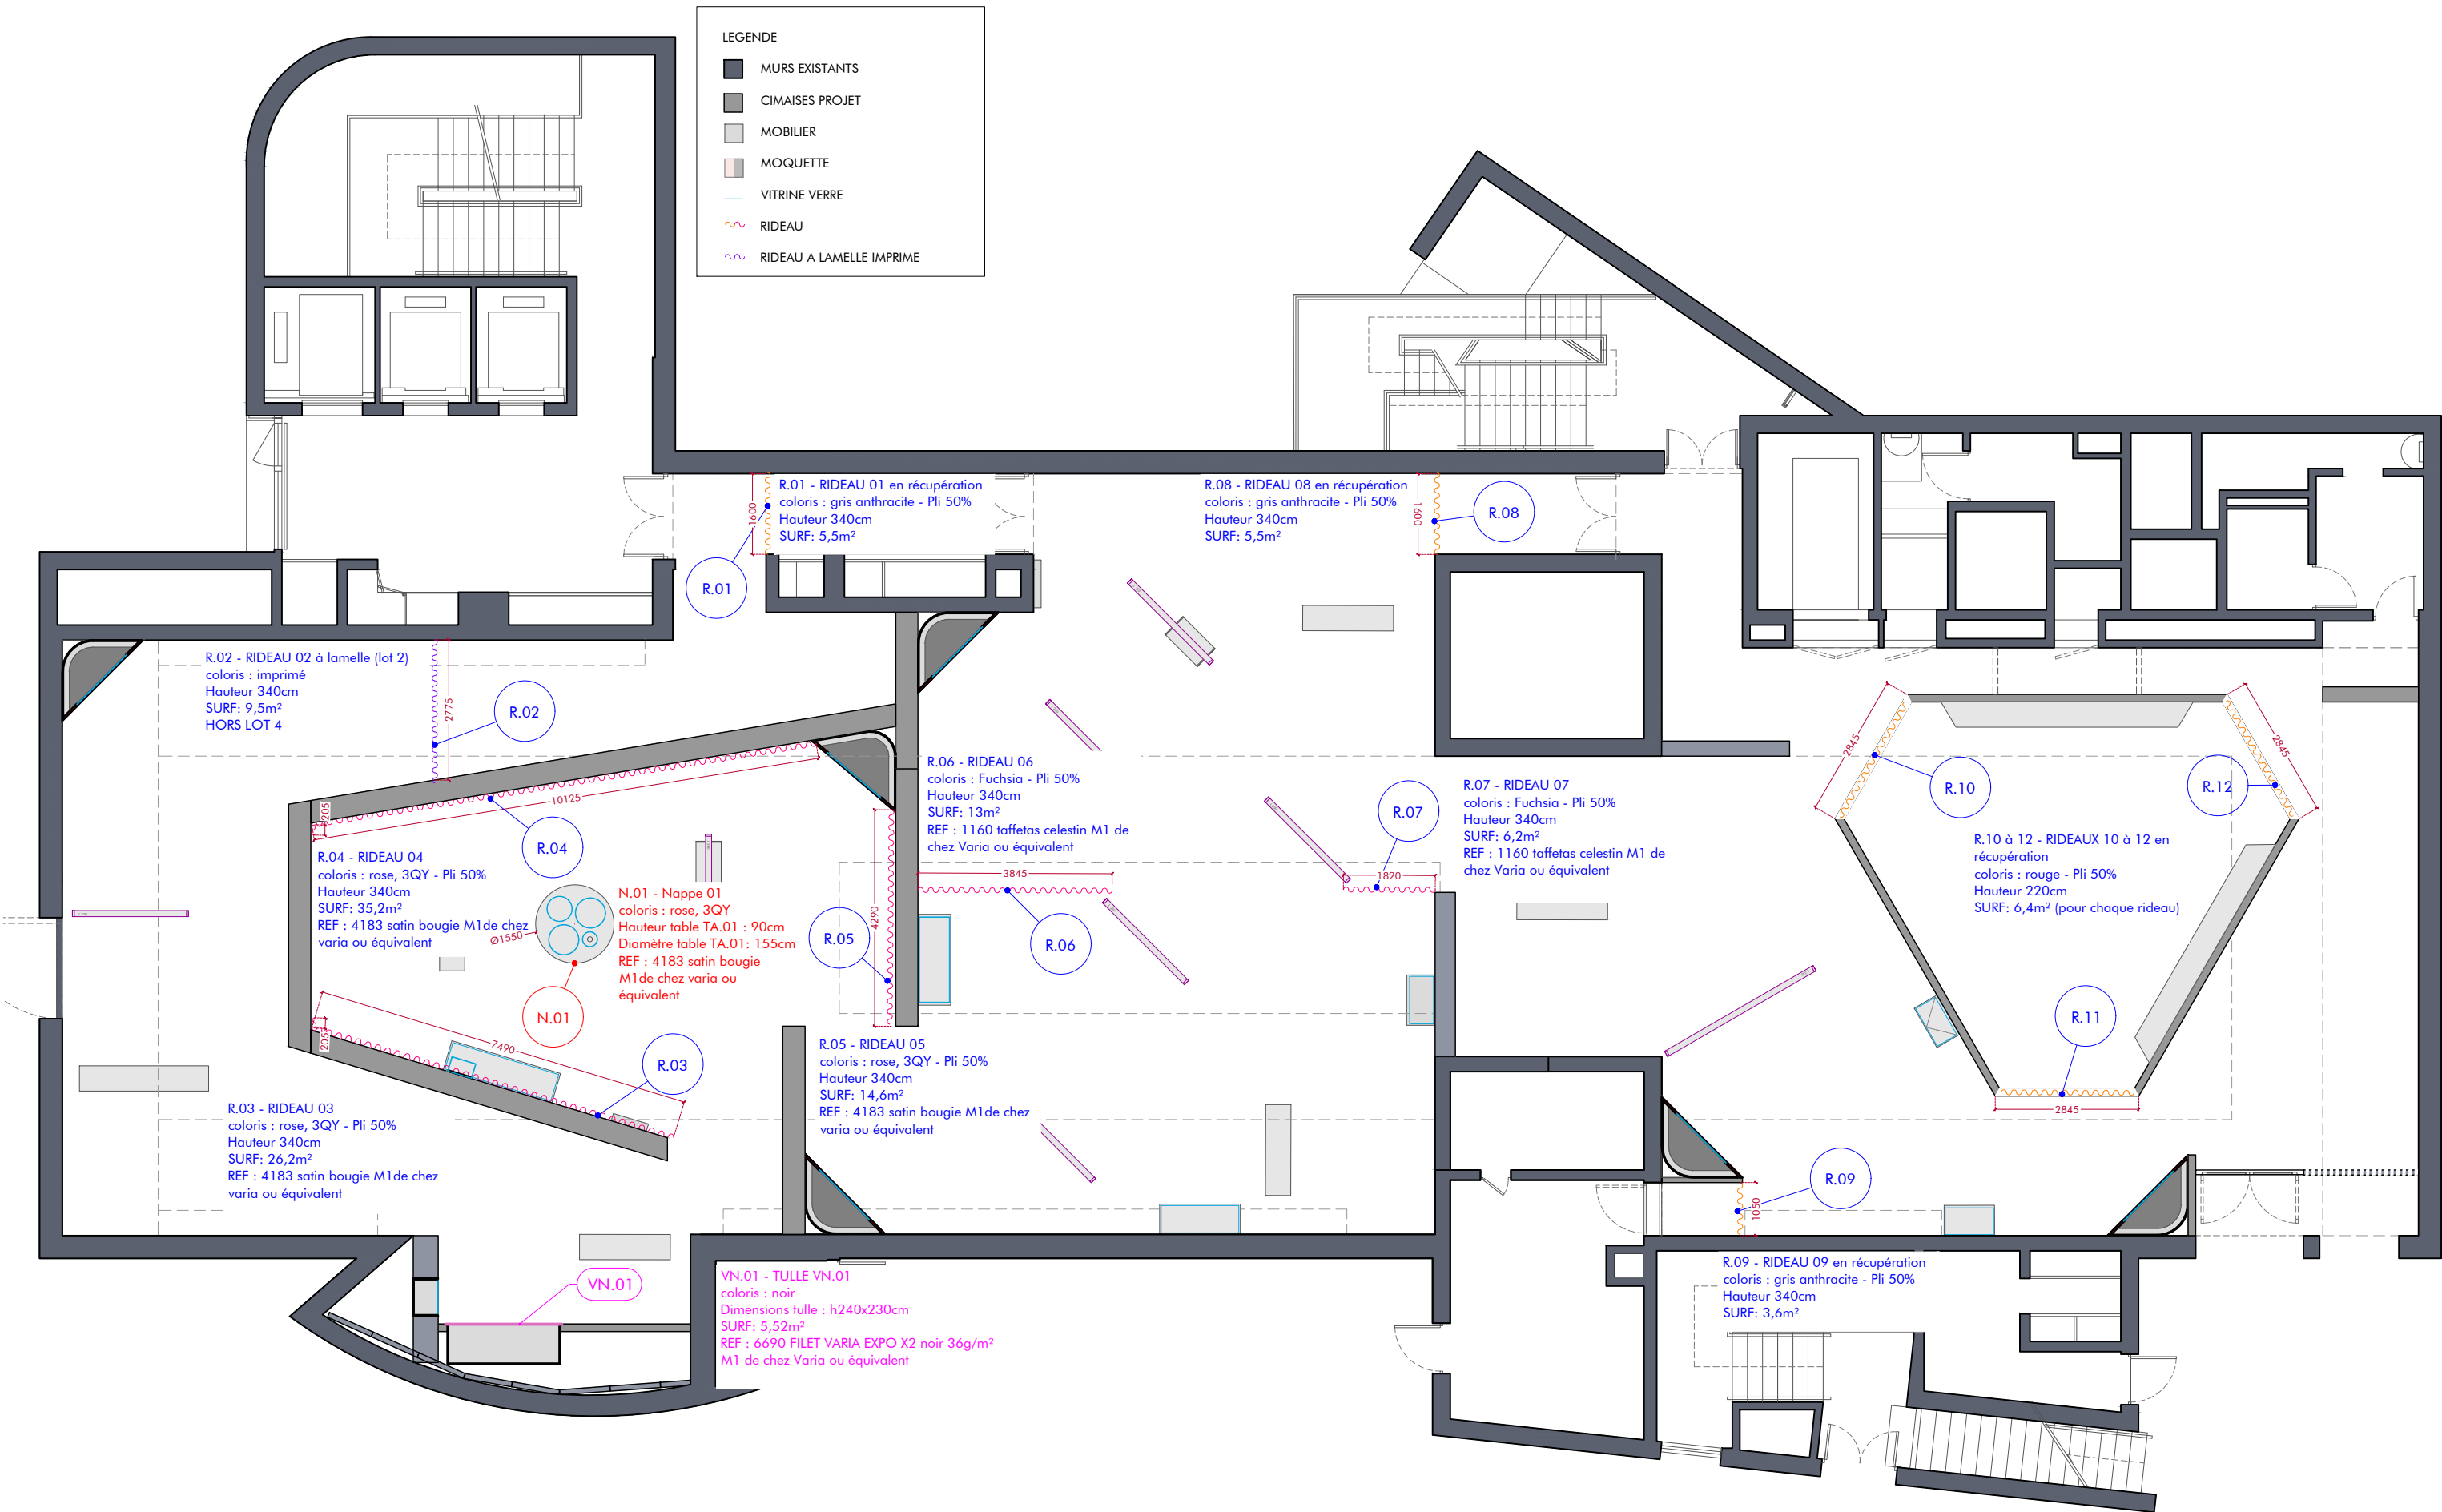 LEGENDE
MURS EXISTANTS
CIMAISES PROJET
MOBILIER
MOQUETTE
VITRINE VERRE
RIDEAU
RIDEAU A LAMELLE IMPRIME
R.01 - RIDEAU 01 en récupération
coloris : gris anthracite - Pli 50%
Hauteur 340cm
SURF: 5,5m²
1600
R.01
R.08 - RIDEAU 08 en récupération
coloris : gris anthracite - Pli 50%
Hauteur 340cm
SURF: 5,5m²
1600
R.08
R.02 - RIDEAU 02 à lamelle (lot 2)
coloris : imprimé
Hauteur 340cm
SURF: 9,5m²
HORS LOT 4
2775
R.02
R.04 - RIDEAU 04
coloris : rose, 3QY - Pli 50%
Hauteur 340cm
SURF: 35,2m²
REF : 4183 satin bougie M1de chez
varia ou équivalent
205
10125
R.04
N.01 - Nappe 01
coloris : rose, 3QY
Hauteur table TA.01 : 90cm
Diamètre table TA.01: 155cm
REF : 4183 satin bougie
M1de chez varia ou
équivalent
Ø1550
N.01
R.06 - RIDEAU 06
coloris : Fuchsia - Pli 50%
Hauteur 340cm
SURF: 13m²
REF : 1160 taffetas celestin M1 de
chez Varia ou équivalent
3845
R.06
R.07
R.07 - RIDEAU 07
coloris : Fuchsia - Pli 50%
Hauteur 340cm
SURF: 6,2m²
REF : 1160 taffetas celestin M1 de
chez Varia ou équivalent
1820
2845
R.10
2845
R.12
R.10 à 12 - RIDEAUX 10 à 12 en
récupération
coloris : rouge - Pli 50%
Hauteur 220cm
SURF: 6,4m² (pour chaque rideau)
R.11
2845
4290
R.05
R.05 - RIDEAU 05
coloris : rose, 3QY - Pli 50%
Hauteur 340cm
SURF: 14,6m²
REF : 4183 satin bougie M1de chez
varia ou équivalent
205
7490
R.03
R.03 - RIDEAU 03
coloris : rose, 3QY - Pli 50%
Hauteur 340cm
SURF: 26,2m²
REF : 4183 satin bougie M1de chez
varia ou équivalent
VN.01
VN.01 - TULLE VN.01
coloris : noir
Dimensions tulle : h240x230cm
SURF: 5,52m²
REF : 6690 FILET VARIA EXPO X2 noir 36g/m²
M1 de chez Varia ou équivalent
1050
R.09
R.09 - RIDEAU 09 en récupération
coloris : gris anthracite - Pli 50%
Hauteur 340cm
SURF: 3,6m²